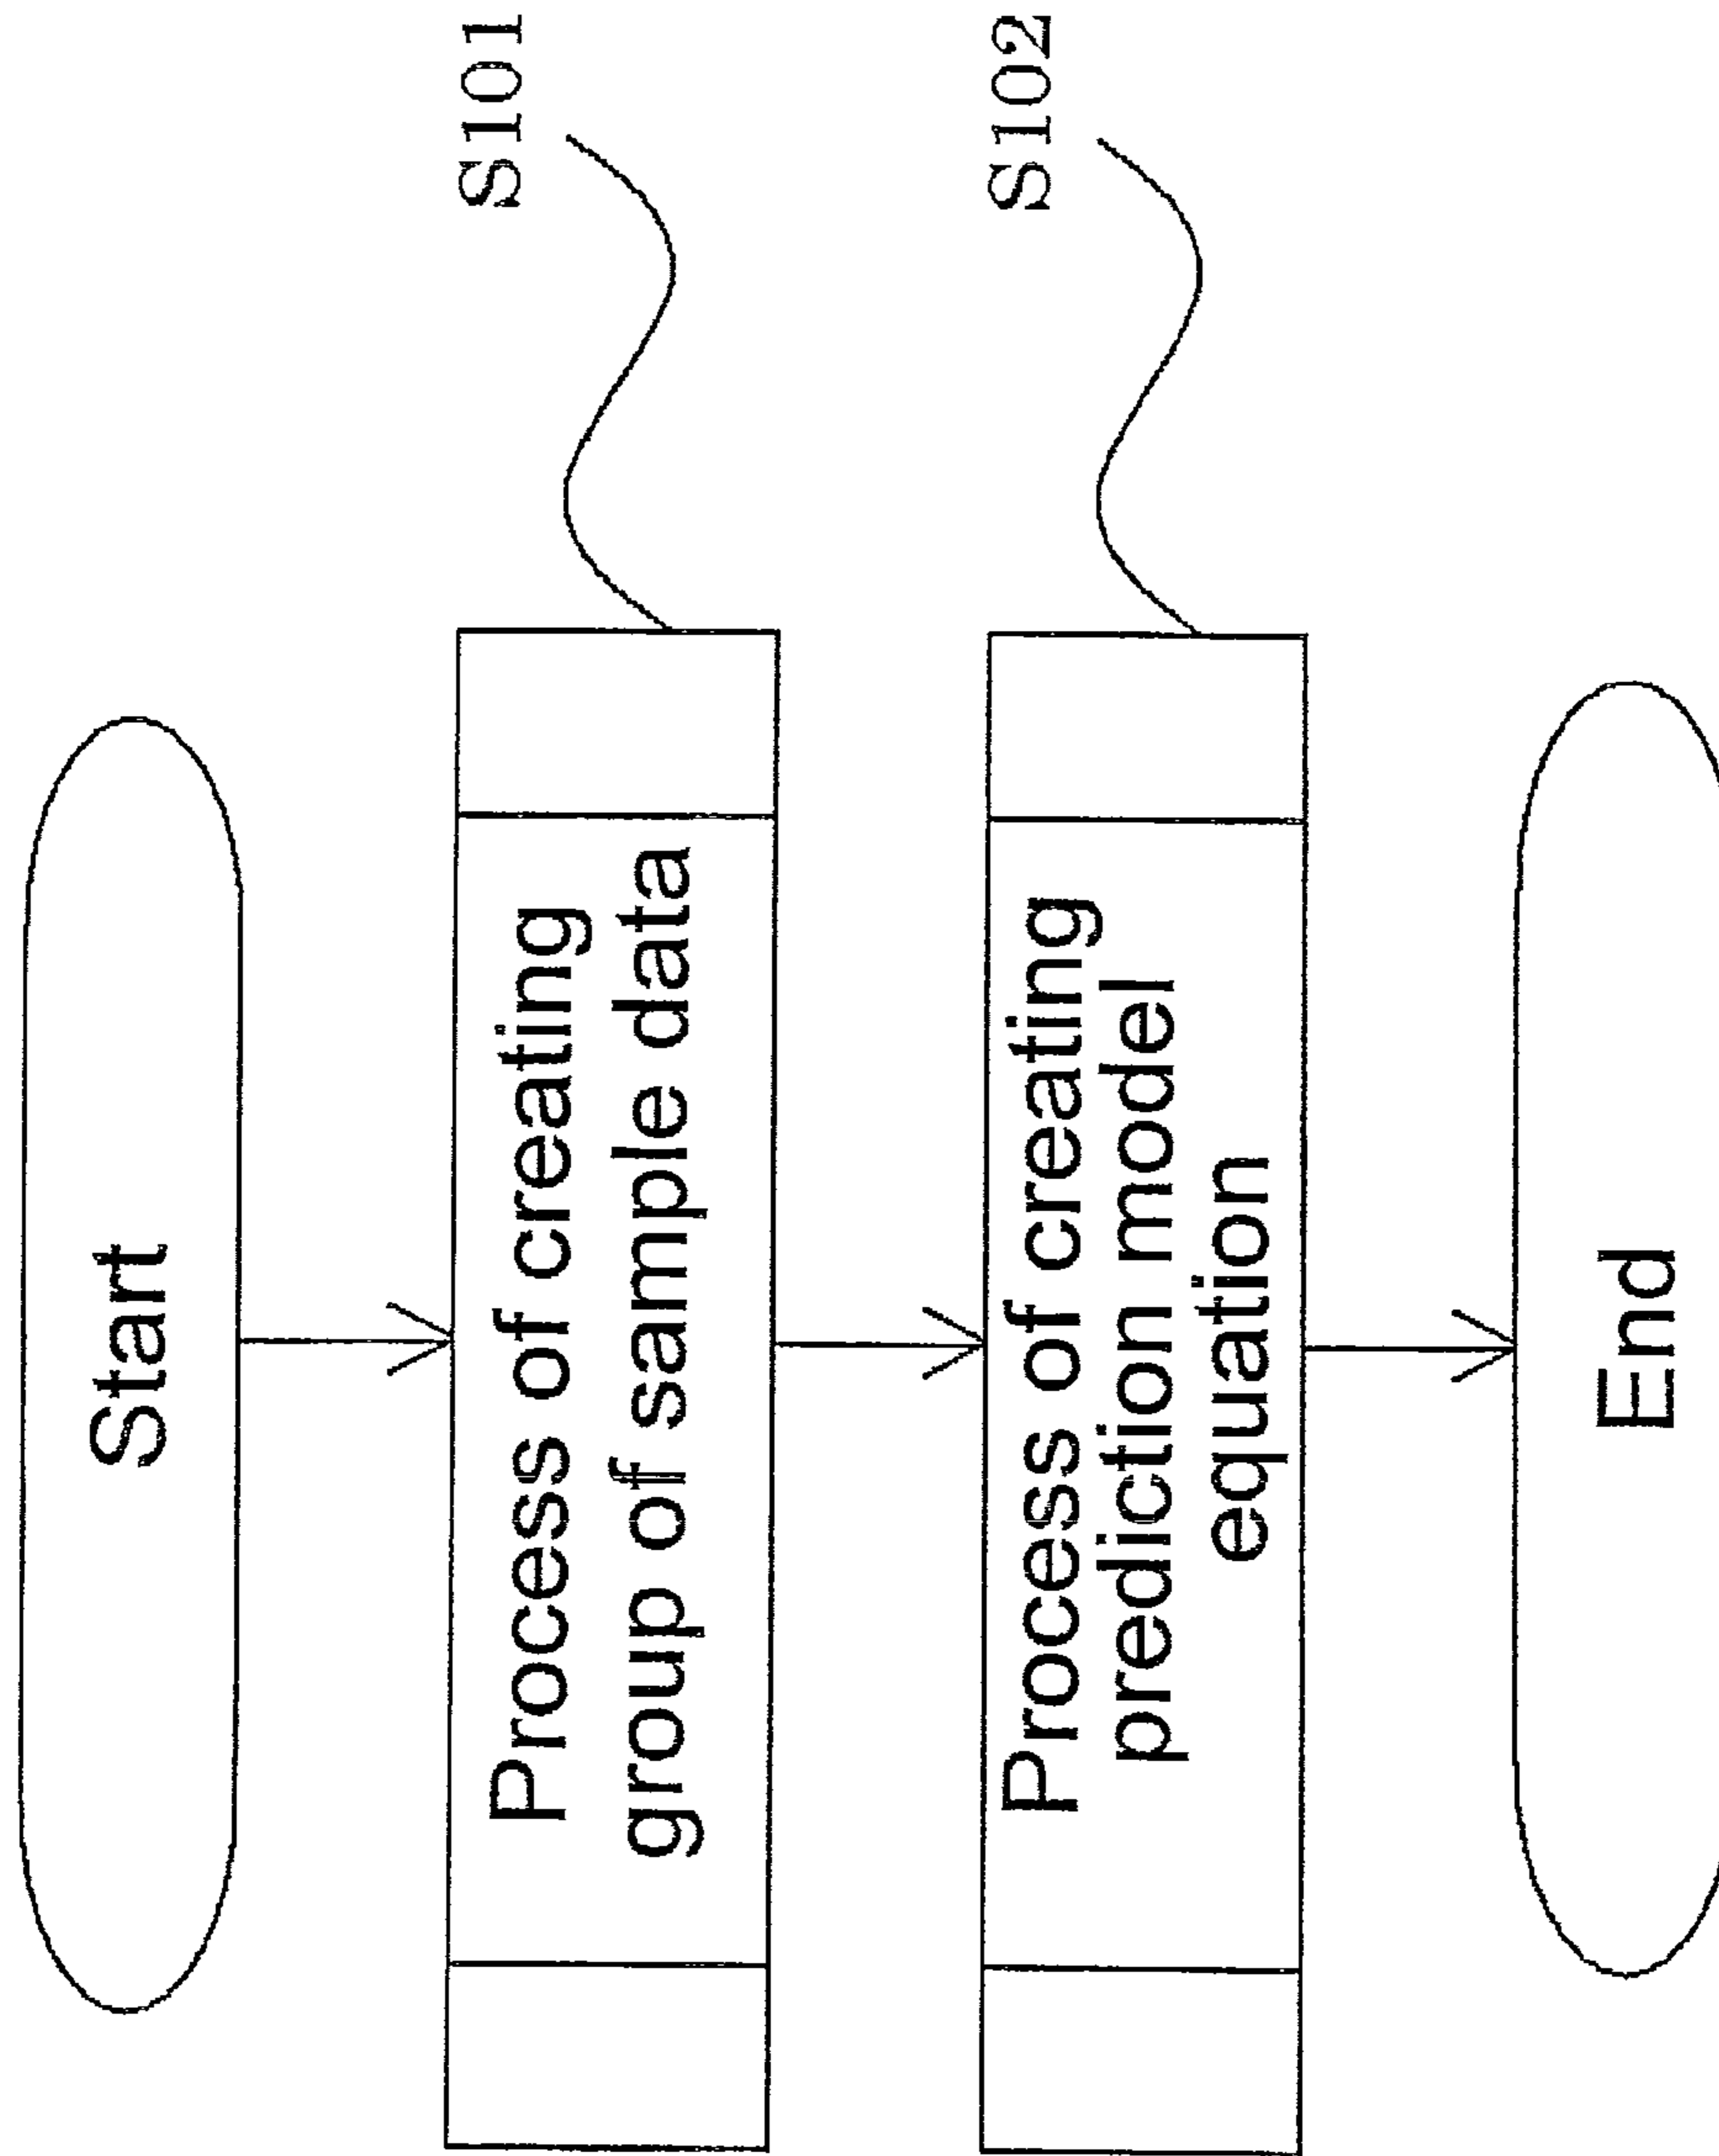 Start
Process of creating
group of sample data
S101
Process of creating
prediction model
equation
S102
End